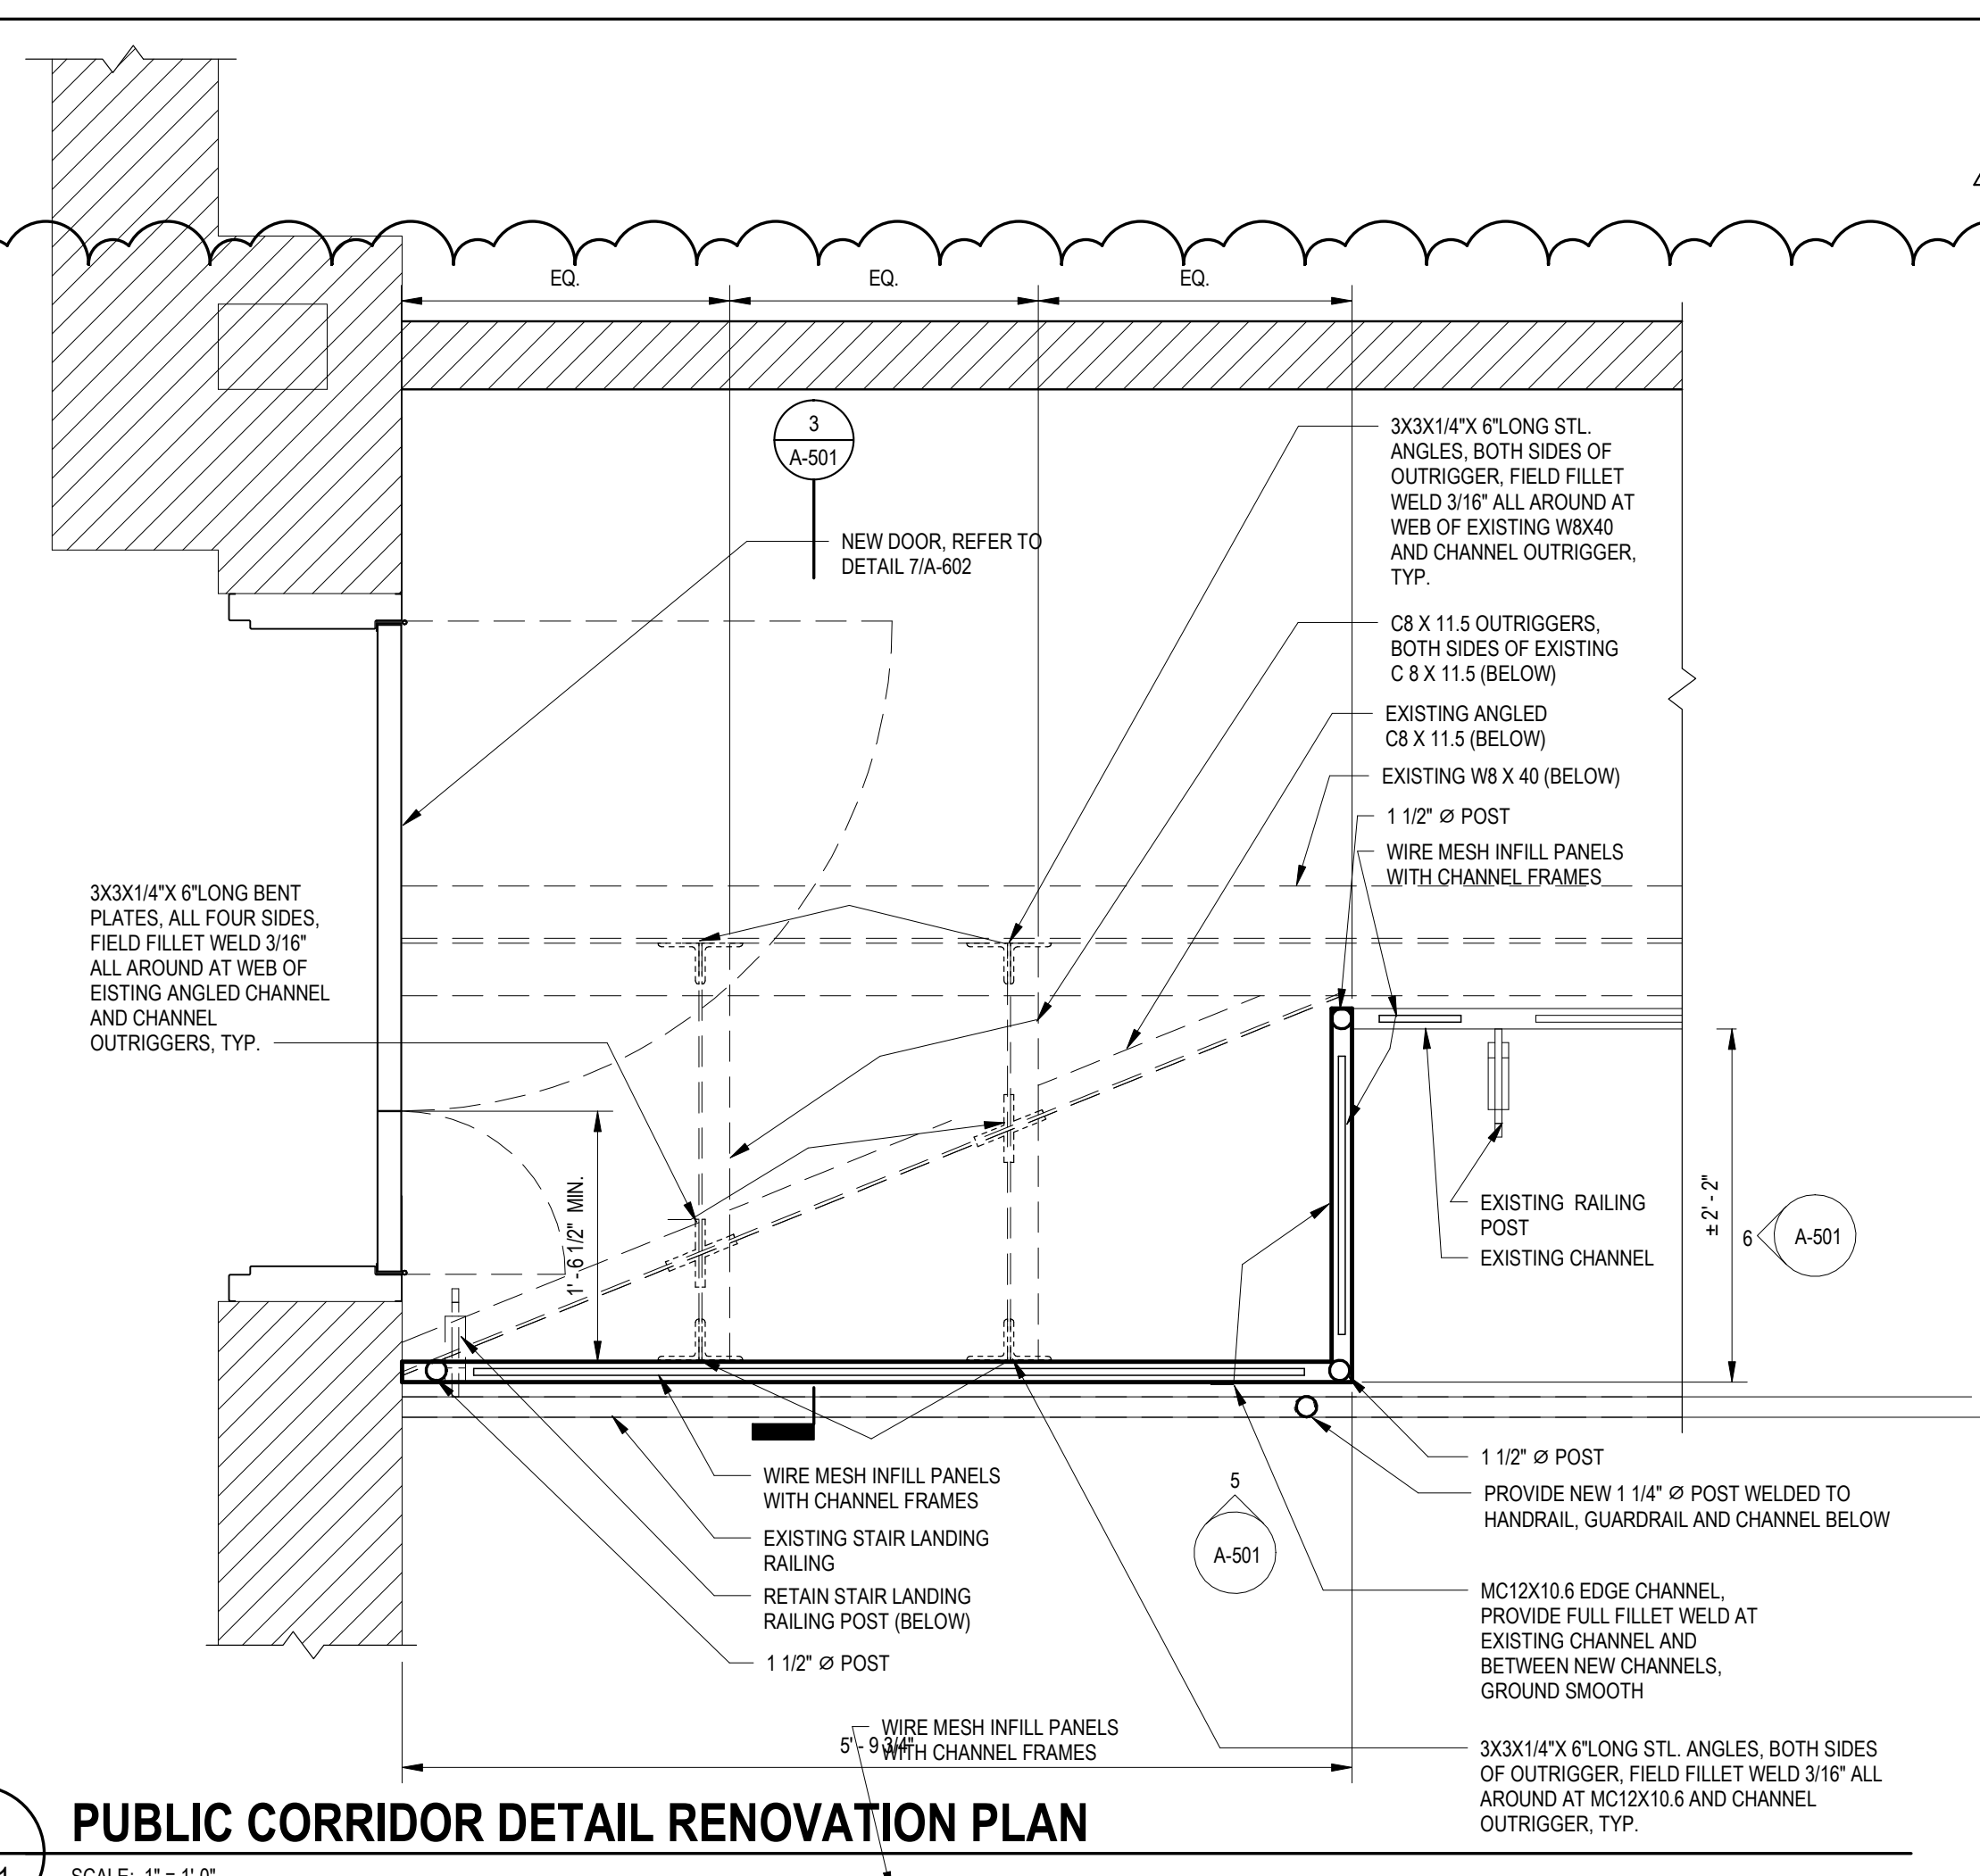 EQ.
EQ.
EQ.
3
A-501
3X3X1/4"X 6"LONG STL.
ANGLES, BOTH SIDES OF
OUTRIGGER, FIELD FILLET
WELD 3/16" ALL AROUND AT
WEB OF EXISTING W8X40
AND CHANNEL OUTRIGGER,
TYP.
NEW DOOR, REFER TO
DETAIL 7/A-602
C8 X 11.5 OUTRIGGERS,
BOTH SIDES OF EXISTING
C 8 X 11.5 (BELOW)
EXISTING ANGLED
C8 X 11.5 (BELOW)
EXISTING W8 X 40 (BELOW)
1 1/2" Ø POST
WIRE MESH INFILL PANELS
WITH CHANNEL FRAMES
3X3X1/4"X 6"LONG BENT
PLATES, ALL FOUR SIDES,
FIELD FILLET WELD 3/16"
ALL AROUND AT WEB OF
EISTING ANGLED CHANNEL
AND CHANNEL
OUTRIGGERS, TYP.
1' - 6 1/2" MIN.
EXISTING RAILING
POST
EXISTING CHANNEL
± 2' - 2"
6
A-501
WIRE MESH INFILL PANELS
WITH CHANNEL FRAMES
EXISTING STAIR LANDING
RAILING
RETAIN STAIR LANDING
RAILING POST (BELOW)
1 1/2" Ø POST
5
A-501
1 1/2" Ø POST
PROVIDE NEW 1 1/4" Ø POST WELDED TO
HANDRAIL, GUARDRAIL AND CHANNEL BELOW
MC12X10.6 EDGE CHANNEL,
PROVIDE FULL FILLET WELD AT
EXISTING CHANNEL AND
BETWEEN NEW CHANNELS,
GROUND SMOOTH
WIRE MESH INFILL PANELS
WITH CHANNEL FRAMES
5' - 9 3/4"
3X3X1/4"X 6"LONG STL. ANGLES, BOTH SIDES
OF OUTRIGGER, FIELD FILLET WELD 3/16" ALL
AROUND AT MC12X10.6 AND CHANNEL
OUTRIGGER, TYP.
PUBLIC CORRIDOR DETAIL RENOVATION PLAN
SCALE: 1" = 1'-0"